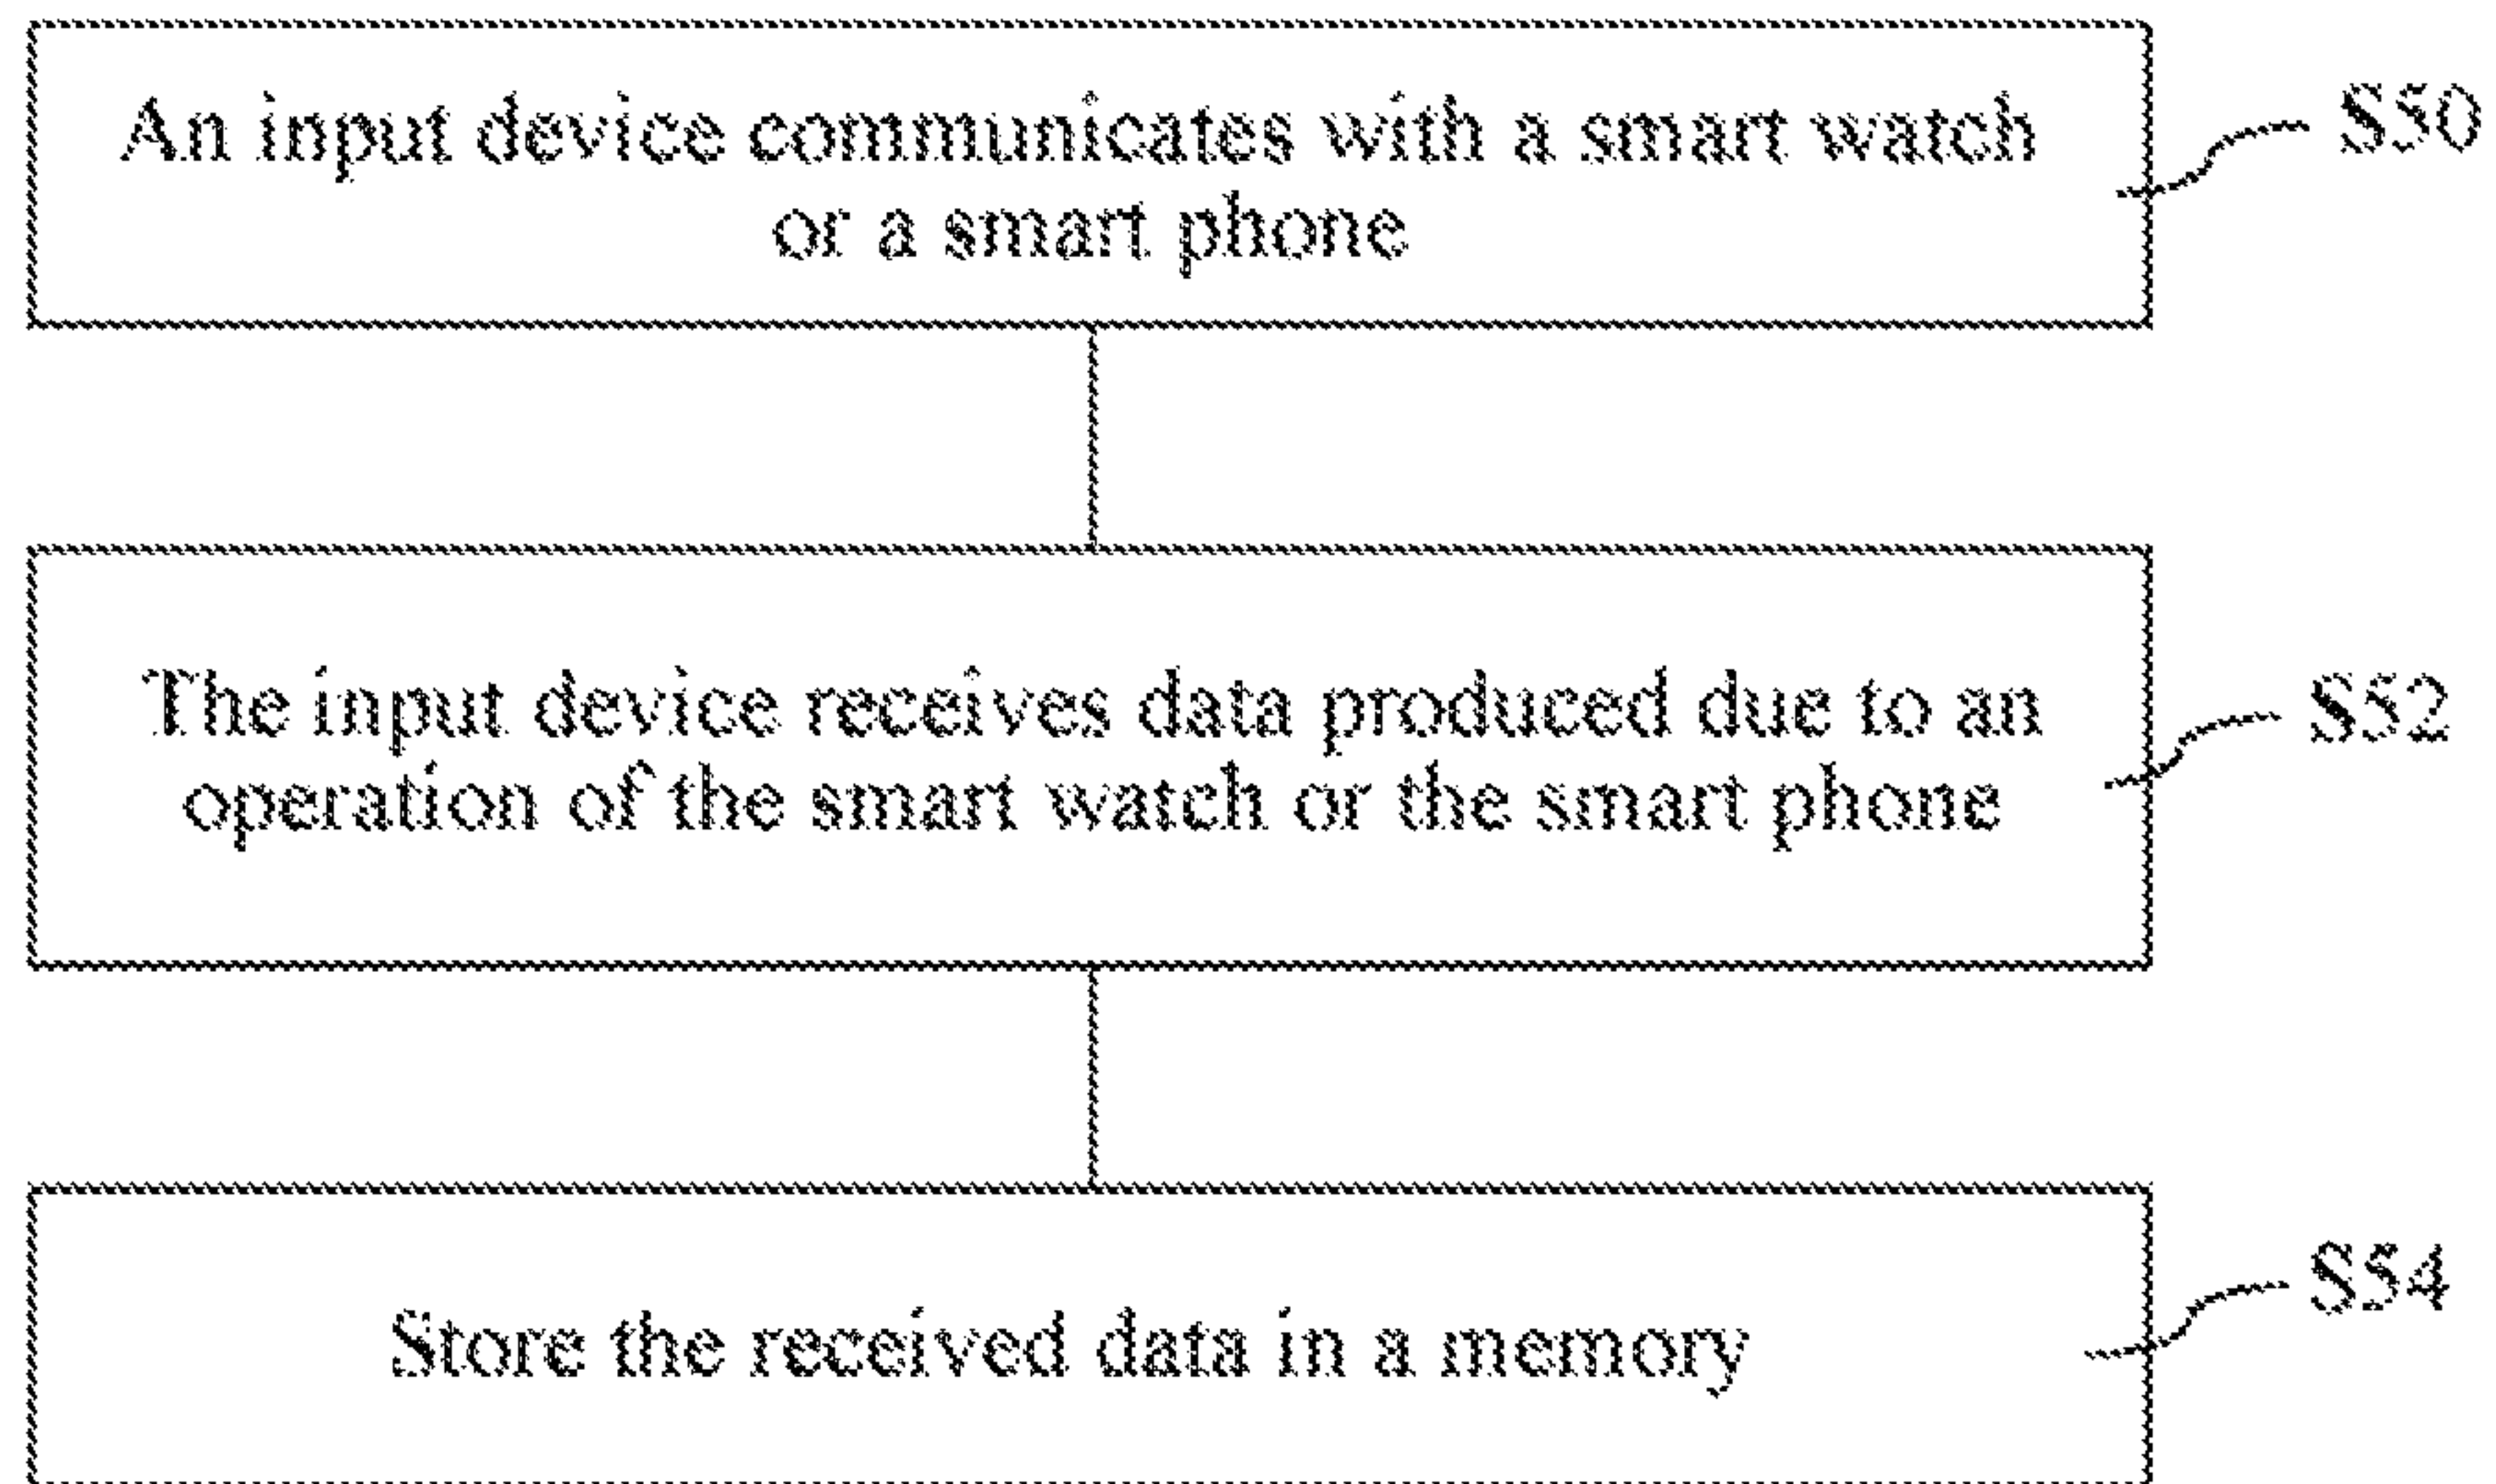 An input device communicates with a smart watch
or a smart phone
S50
The input device receives data produced due to an
operation of the smart watch or the smart phone
S52
Store the received data in a memory
S54